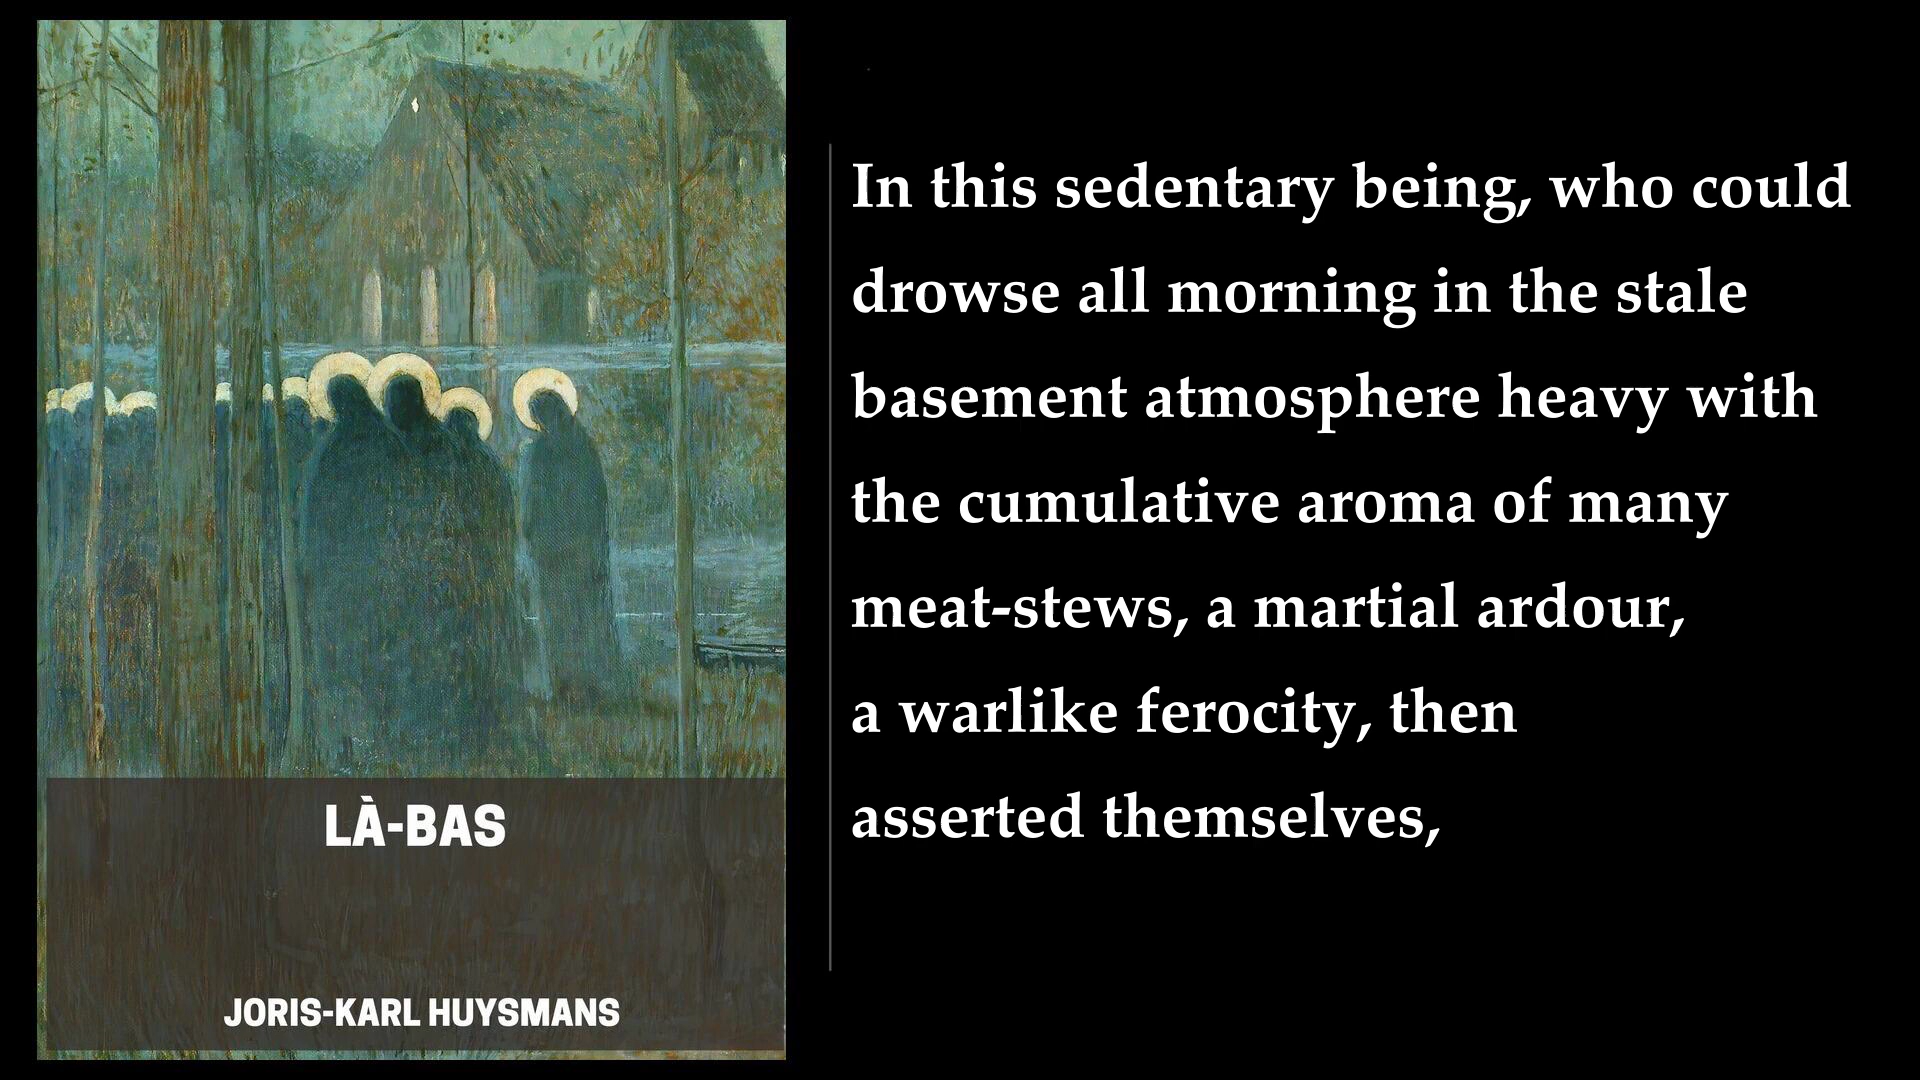 LÀ-BAS
JORIS-KARL HUYSMANS
In this sedentary being, who could
drowse all morning in the stale
basement atmosphere heavy with
the cumulative aroma of many
meat-stews, a martial ardour,
a warlike ferocity, then
asserted themselves,